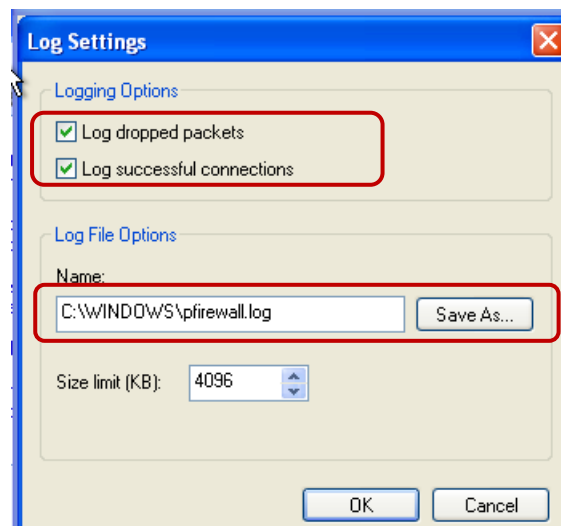 Log Settings
Logging Options
Log dropped packets
Log successful connections
Log File Options
Name:
C:\WINDOWS\pfirewall.log Save As...
Size limit (KB): 4096
OK Cancel